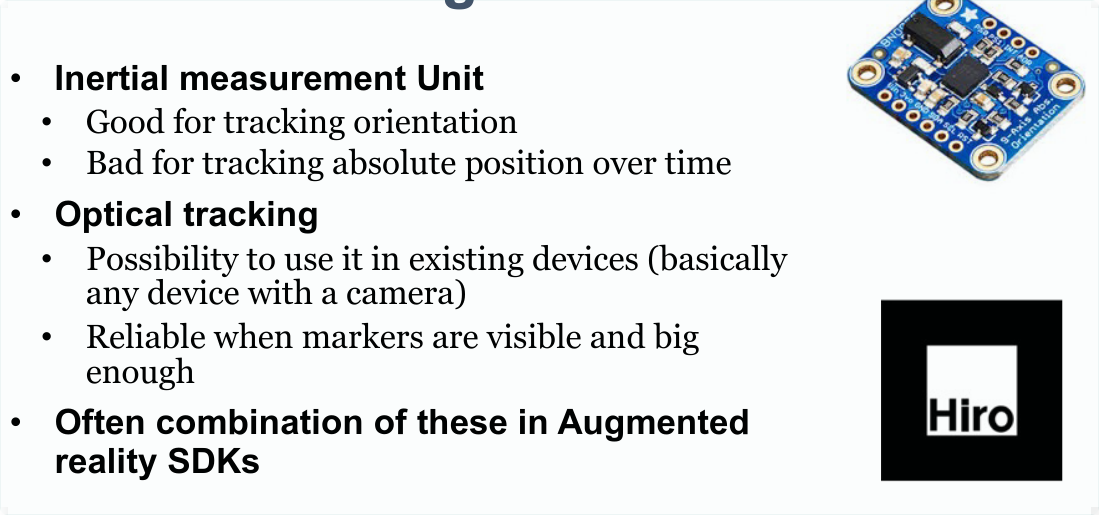 • Inertial measurement Unit
• Good for tracking orientation
• Bad for tracking absolute position over time
• Optical tracking
• Possibility to use it in existing devices (basically
any device with a camera)
• Reliable when markers are visible and big
enough
• Often combination of these in Augmented
reality SDKs
9-Axis Abs.
Orientation
Hiro